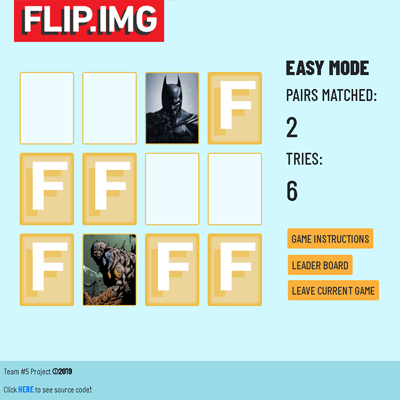 FLIP.IMG
EASY MODE
PAIRS MATCHED:
2
TRIES:
6
F
F F
F F F
GAME INSTRUCTIONS
LEADER BOARD
LEAVE CURRENT GAME
Team #5 Project ©2019
Click HERE to see source code!